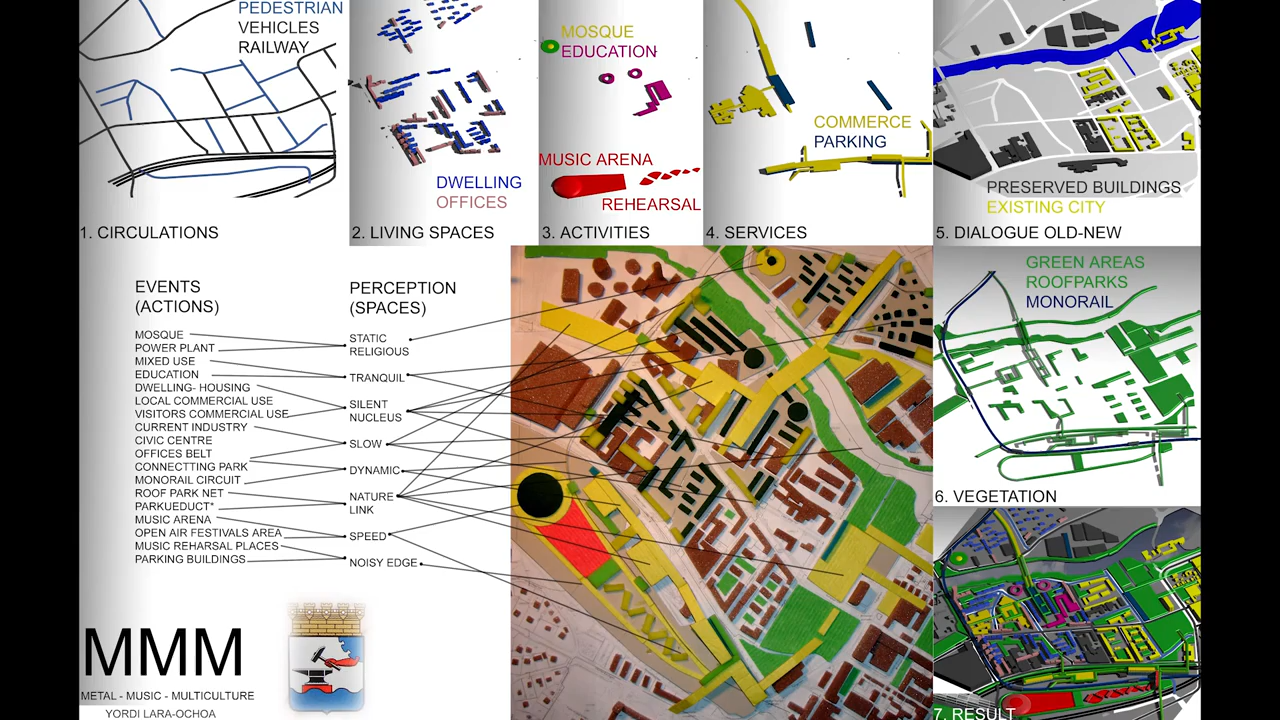 PEDESTRIAN
VEHICLES
RAILWAY
1. CIRCULATIONS
DWELLING
OFFICES
2. LIVING SPACES
MOSQUE
EDUCATION
MUSIC ARENA
REHEARSAL
3. ACTIVITIES
COMMERCE
PARKING
4. SERVICES
PRESERVED BUILDINGS
EXISTING CITY
5. DIALOGUE OLD-NEW
EVENTS
(ACTIONS)
MOSQUE
POWER PLANT
MIXED USE
EDUCATION
DWELLING- HOUSING
LOCAL COMMERCIAL USE
VISITORS COMMERCIAL USE
CURRENT INDUSTRY
CIVIC CENTRE
OFFICES BELT
CONNECTTING PARK
MONORAIL CIRCUIT
ROOF PARK NET
PARKUEDUCT*
MUSIC ARENA
OPEN AIR FESTIVALS AREA
MUSIC REHARSAL PLACES
PARKING BUILDINGS
PERCEPTION
(SPACES)
STATIC
RELIGIOUS
TRANQUIL
SILENT
NUCLEUS
SLOW
DYNAMIC
NATURE
LINK
SPEED
NOISY EDGE
GREEN AREAS
ROOFPARKS
MONORAIL
6. VEGETATION
7. RESULT
MMM
METAL - MUSIC - MULTICULTURE
YORDI LARA-OCHOA